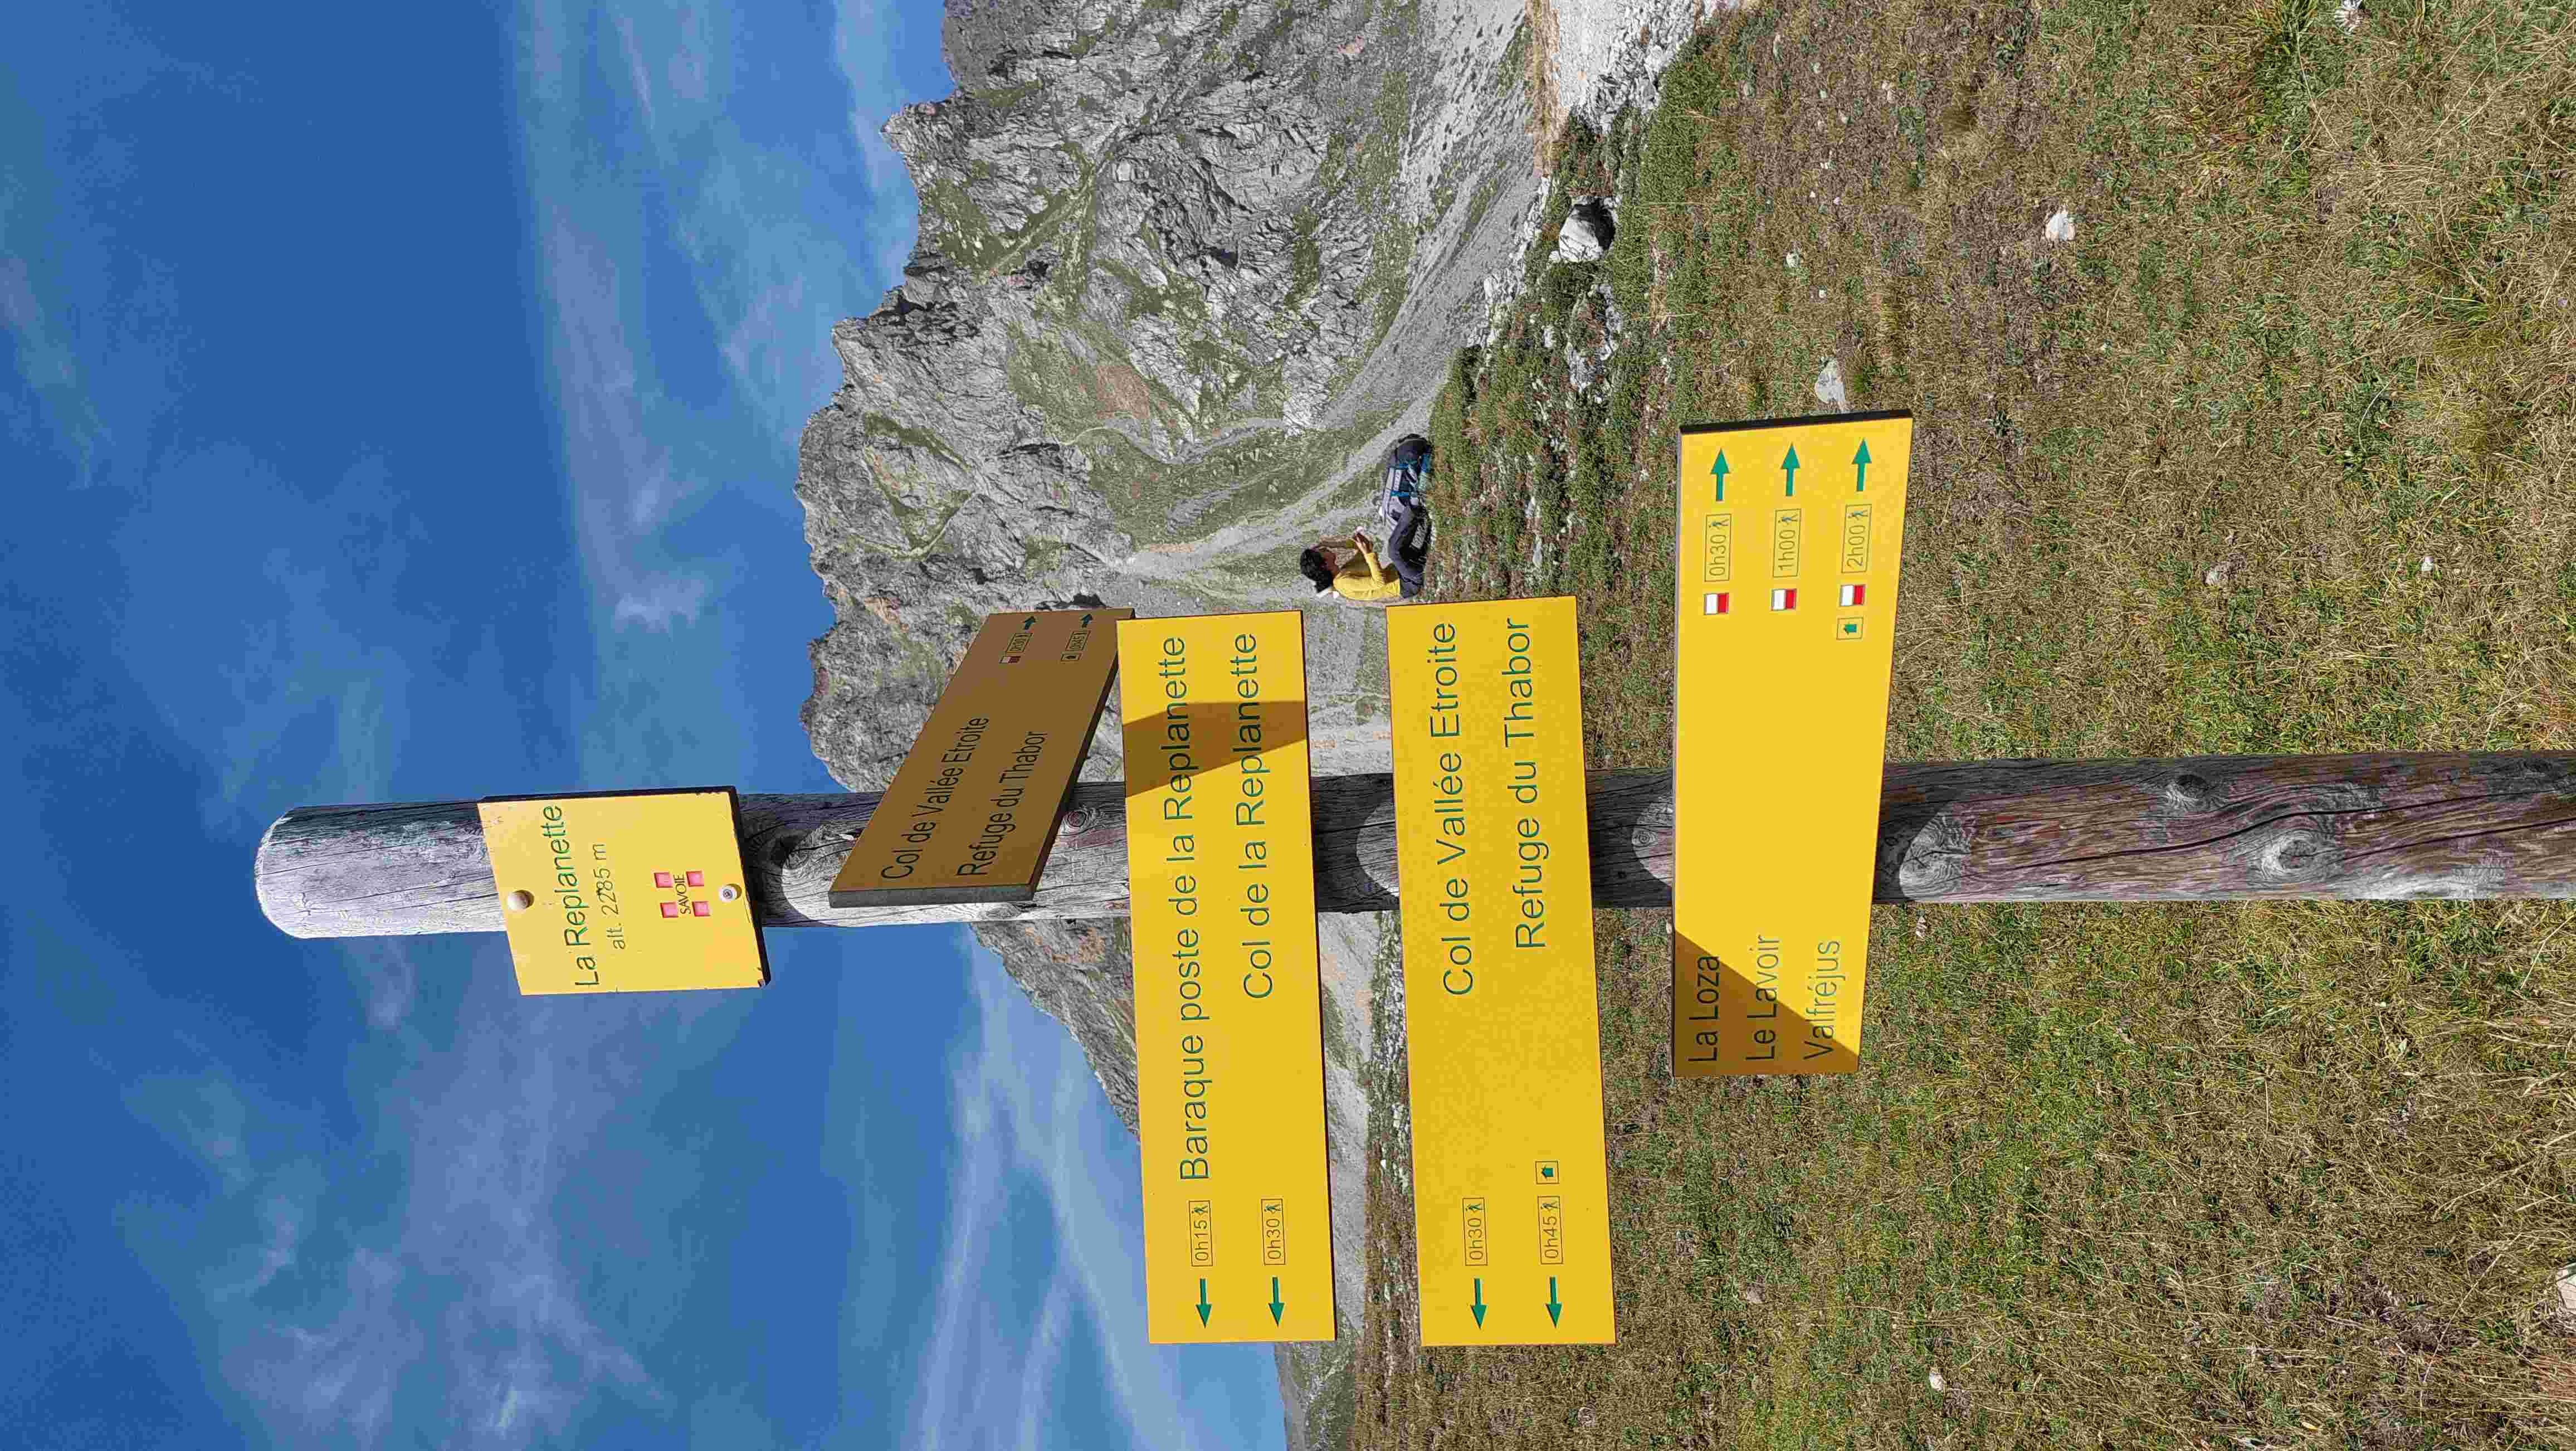 La Replanette
alt. 2285 m
SAVOIE
Col de Vallée Etroite
Refuge du Thabor 0h45
0h15 Baraque poste de la Replanette
0h30 Col de la Replanette
0h30 Col de Vallée Etroite
0h45 Refuge du Thabor
La Loza 0h30
Le Lavoir 1h00
Valfréjus 2h00